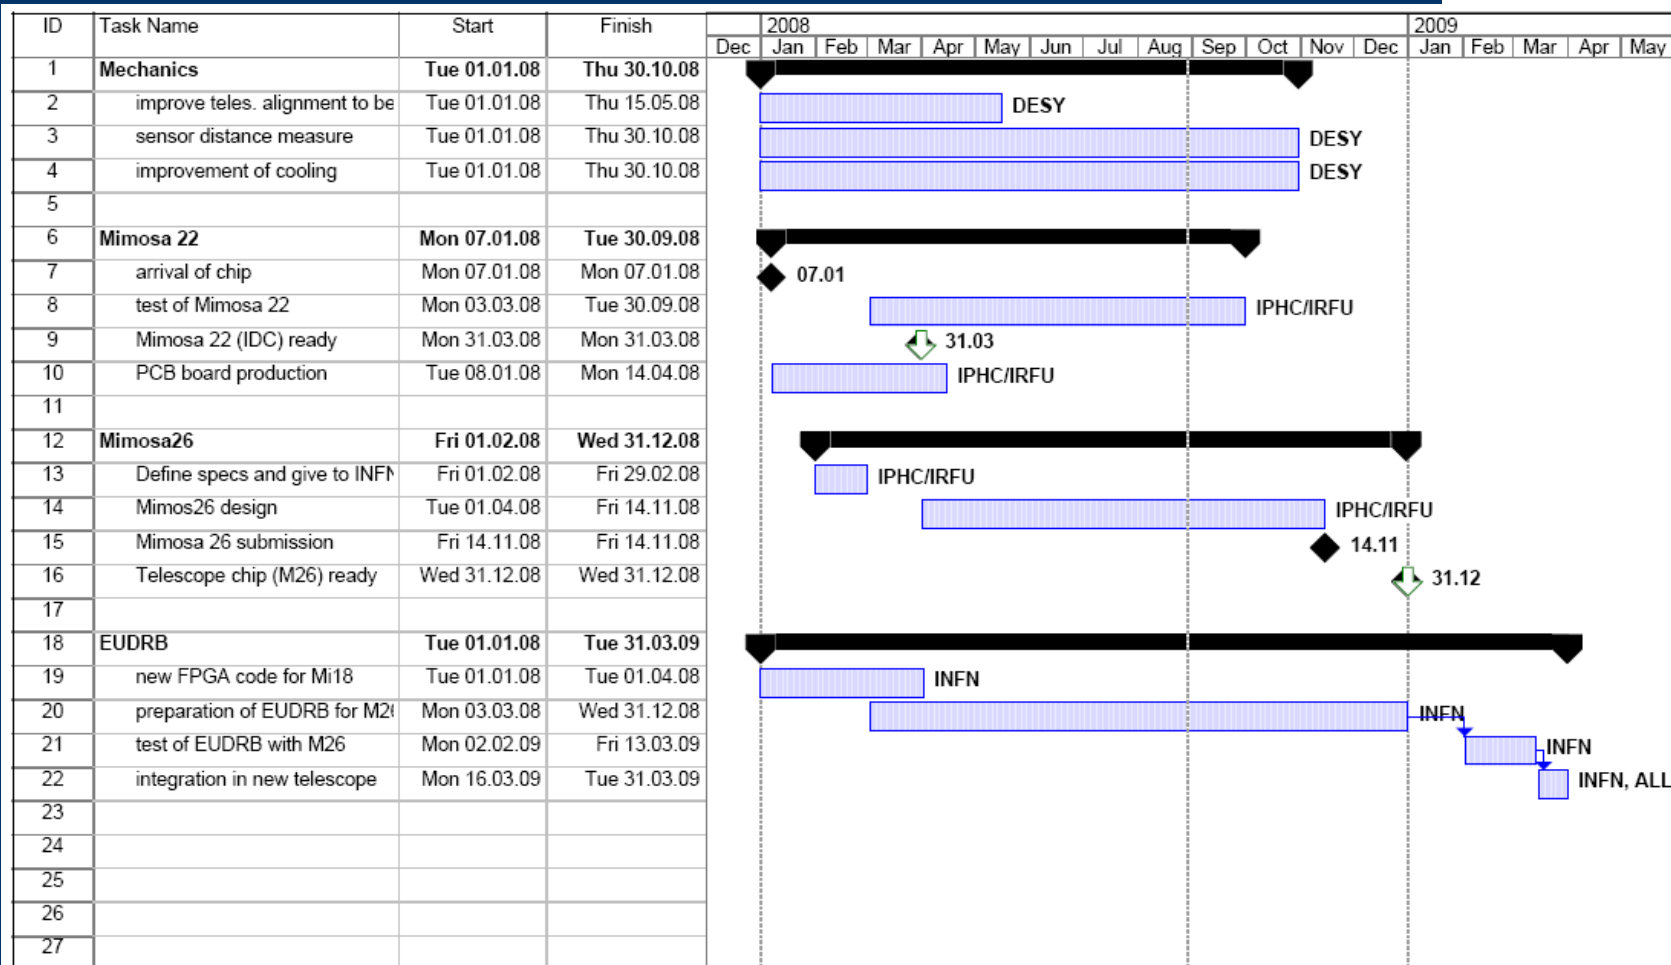 ID Task Name Start Finish 2008 2009
Dec Jan Feb Mar Apr May Jun Jul Aug Sep Oct Nov Dec Jan Feb Mar Apr May
1 Mechanics Tue 01.01.08 Thu 30.10.08
2 improve teles. alignment to be Tue 01.01.08 Thu 15.05.08 DESY
3 sensor distance measure Tue 01.01.08 Thu 30.10.08 DESY
4 improvement of cooling Tue 01.01.08 Thu 30.10.08 DESY
5
6 Mimosa 22 Mon 07.01.08 Tue 30.09.08
7 arrival of chip Mon 07.01.08 Mon 07.01.08 07.01
8 test of Mimosa 22 Mon 03.03.08 Tue 30.09.08 IPHC/IRFU
9 Mimosa 22 (IDC) ready Mon 31.03.08 Mon 31.03.08 31.03
10 PCB board production Tue 08.01.08 Mon 14.04.08 IPHC/IRFU
11
12 Mimosa26 Fri 01.02.08 Wed 31.12.08
13 Define specs and give to INFN Fri 01.02.08 Fri 29.02.08 IPHC/IRFU
14 Mimos26 design Tue 01.04.08 Fri 14.11.08 IPHC/IRFU
15 Mimosa 26 submission Fri 14.11.08 Fri 14.11.08 14.11
16 Telescope chip (M26) ready Wed 31.12.08 Wed 31.12.08 31.12
17
18 EUDRB Tue 01.01.08 Tue 31.03.09
19 new FPGA code for Mi18 Tue 01.01.08 Tue 01.04.08 INFN
20 preparation of EUDRB for M26 Mon 03.03.08 Wed 31.12.08 INFN
21 test of EUDRB with M26 Mon 02.02.09 Fri 13.03.09 INFN
22 integration in new telescope Mon 16.03.09 Tue 31.03.09 INFN, ALL
23
24
25
26
27